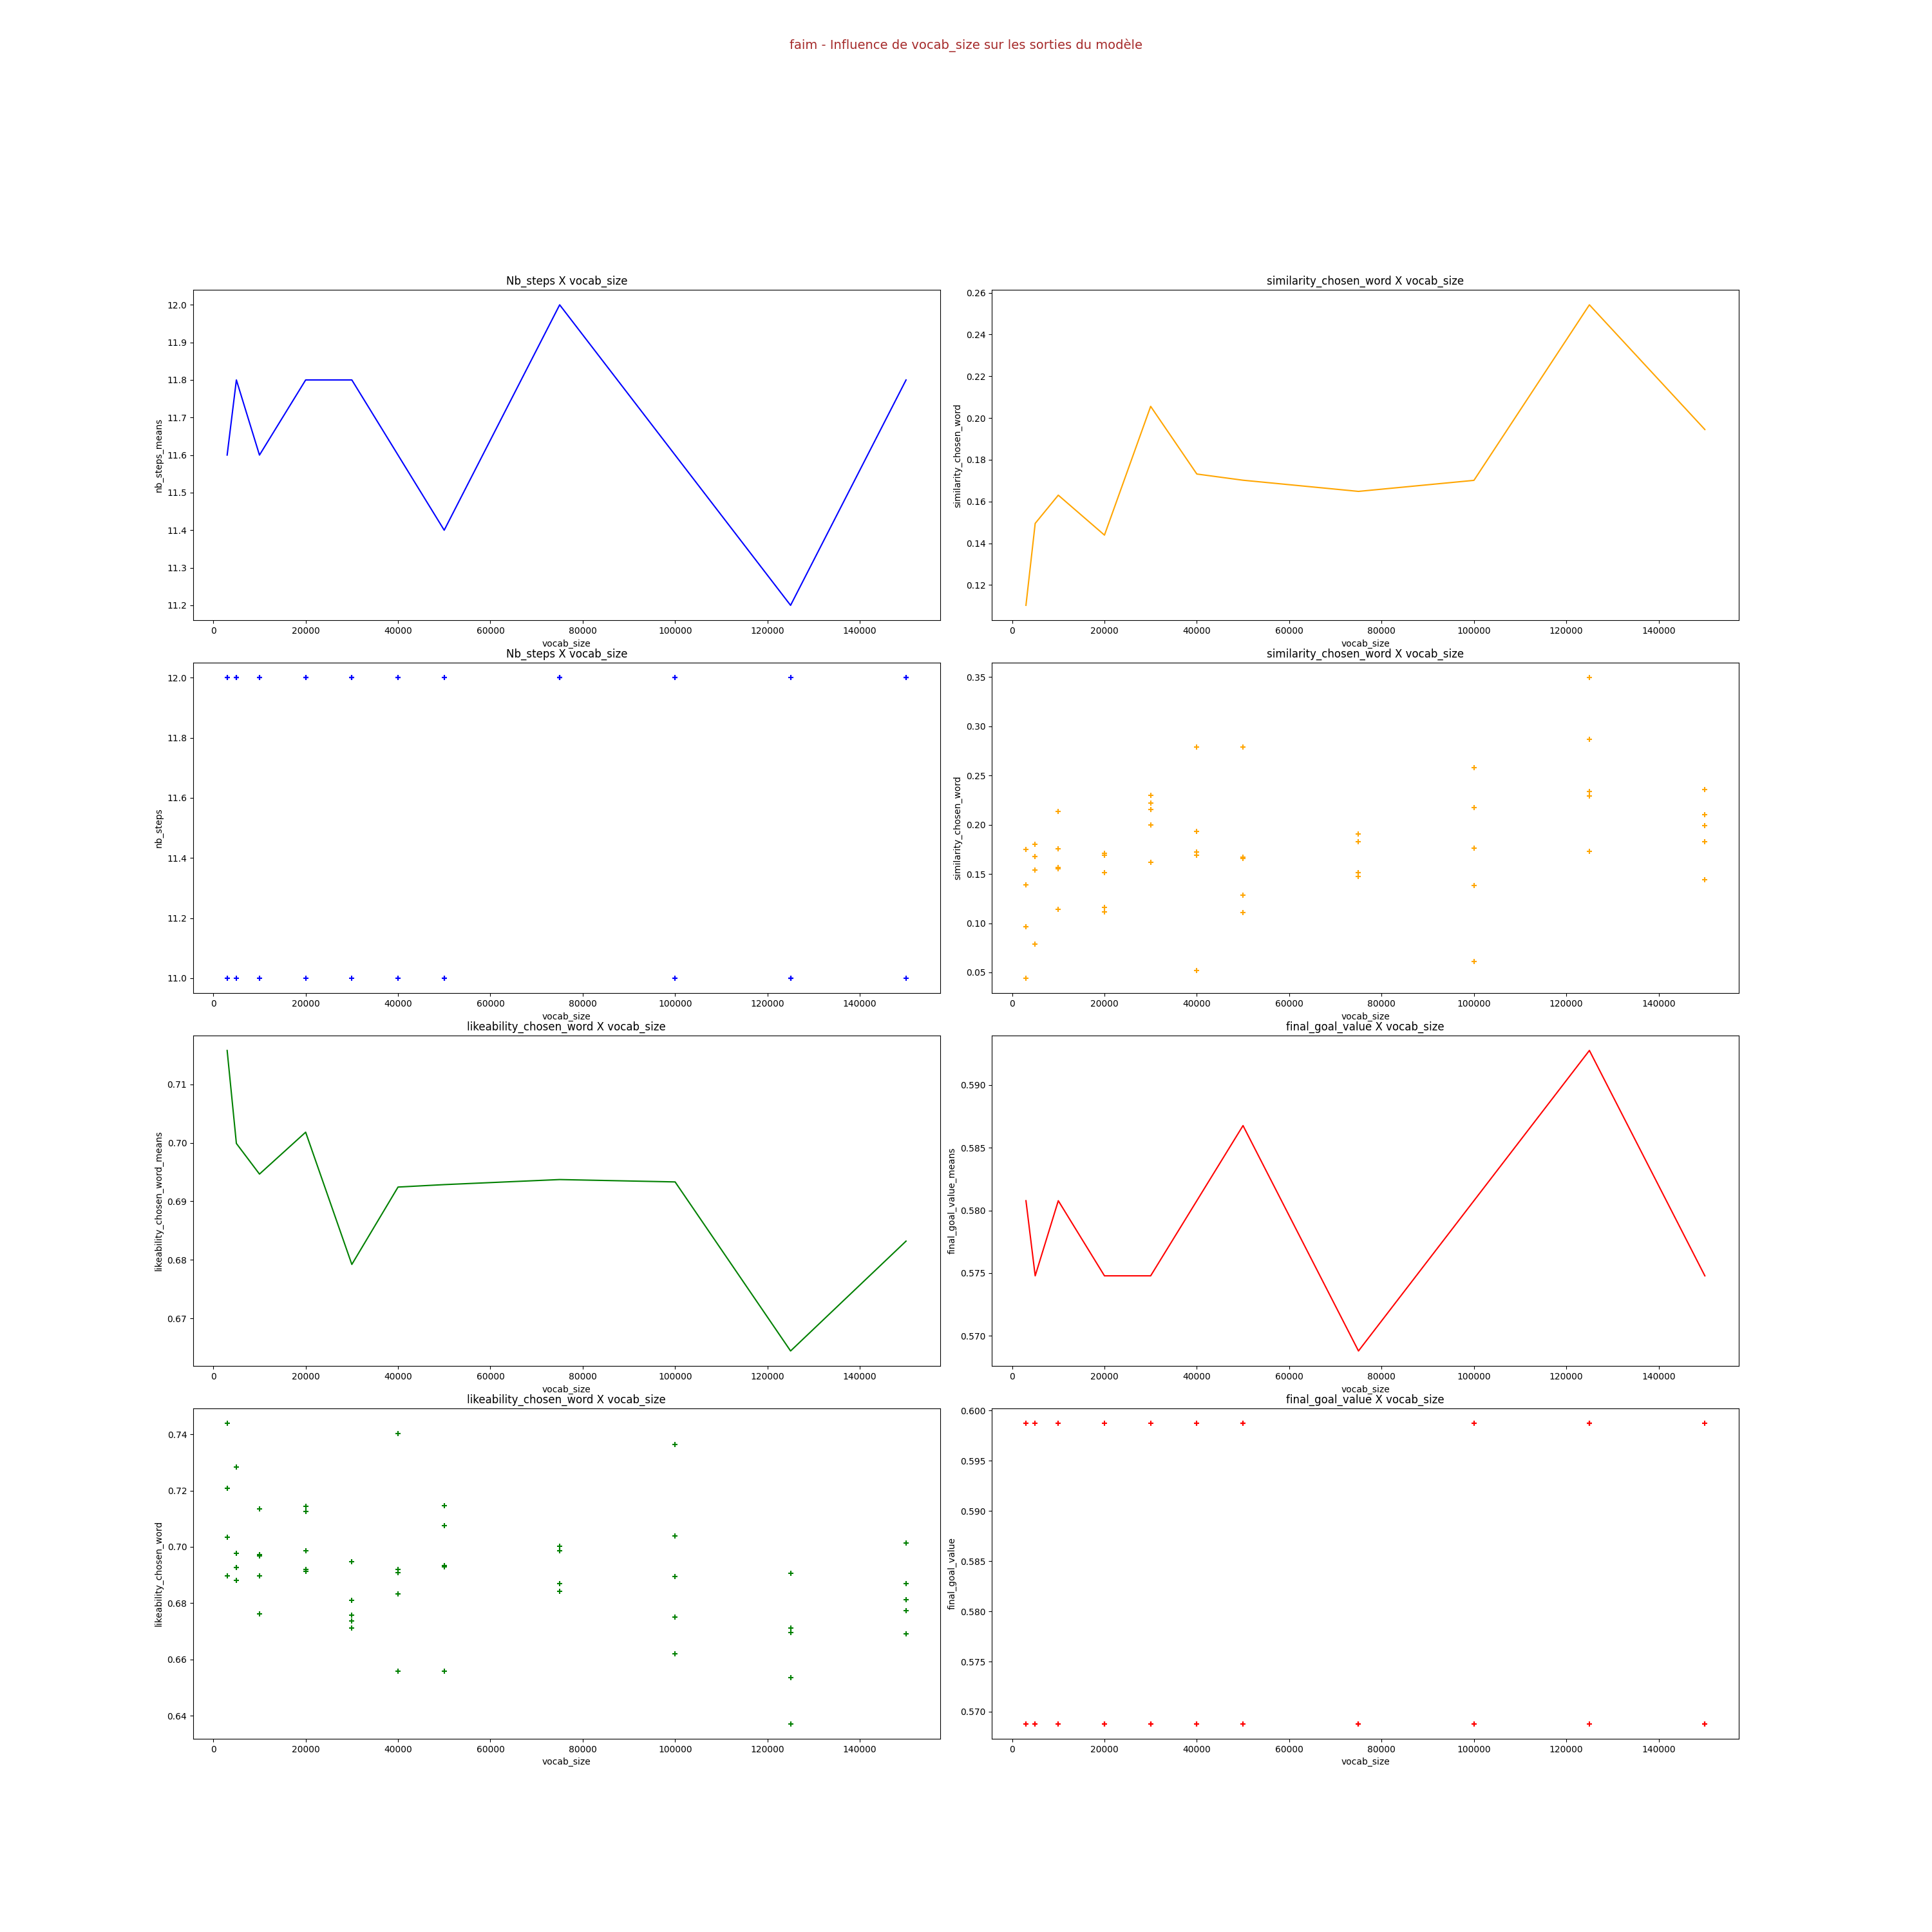 faim - Influence de vocab_size sur les sorties du modèle
Nb_steps X vocab_size
nb_steps_means
12.0
11.9
11.8
11.7
11.6
11.5
11.4
11.3
11.2
0 20000 40000 60000 80000 100000 120000 140000
vocab_size
similarity_chosen_word X vocab_size
similarity_chosen_word
0.26
0.24
0.22
0.20
0.18
0.16
0.14
0.12
0 20000 40000 60000 80000 100000 120000 140000
vocab_size
Nb_steps X vocab_size
nb_steps
12.0
11.8
11.6
11.4
11.2
11.0
0 20000 40000 60000 80000 100000 120000 140000
vocab_size
similarity_chosen_word X vocab_size
similarity_chosen_word
0.35
0.30
0.25
0.20
0.15
0.10
0.05
0 20000 40000 60000 80000 100000 120000 140000
vocab_size
likeability_chosen_word X vocab_size
likeability_chosen_word_means
0.71
0.70
0.69
0.68
0.67
0 20000 40000 60000 80000 100000 120000 140000
vocab_size
final_goal_value X vocab_size
final_goal_value_means
0.590
0.585
0.580
0.575
0.570
0 20000 40000 60000 80000 100000 120000 140000
vocab_size
likeability_chosen_word X vocab_size
likeability_chosen_word
0.74
0.72
0.70
0.68
0.66
0.64
0 20000 40000 60000 80000 100000 120000 140000
vocab_size
final_goal_value X vocab_size
final_goal_value
0.600
0.595
0.590
0.585
0.580
0.575
0.570
0 20000 40000 60000 80000 100000 120000 140000
vocab_size